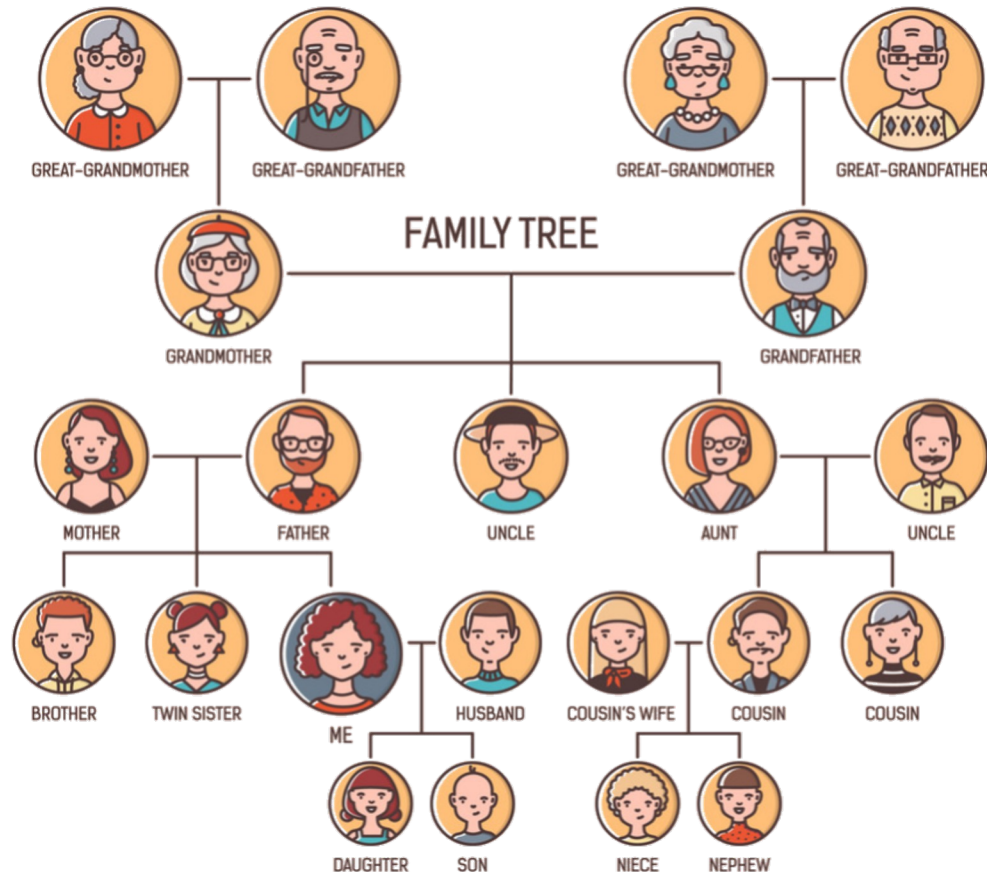 GREAT-GRANDMOTHER
GREAT-GRANDFATHER
GREAT-GRANDMOTHER
GREAT-GRANDFATHER
FAMILY TREE
GRANDMOTHER
GRANDFATHER
MOTHER
FATHER
UNCLE
AUNT
UNCLE
BROTHER
TWIN SISTER
ME
HUSBAND
COUSIN'S WIFE
COUSIN
COUSIN
DAUGHTER
SON
NIECE
NEPHEW